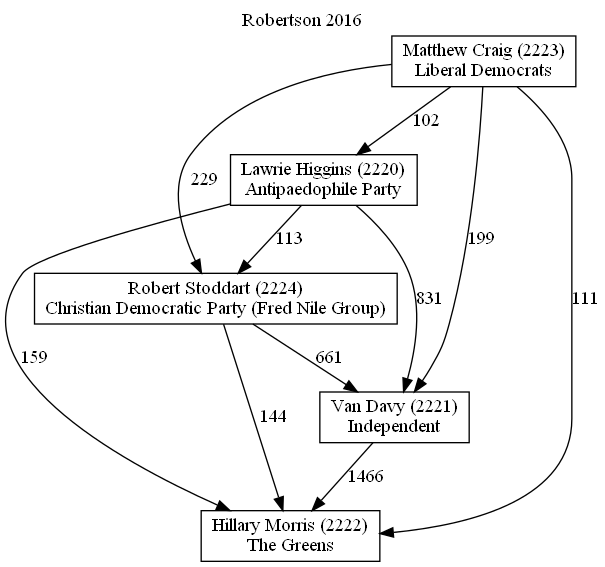 Robertson 2016
Matthew Craig (2223)
Liberal Democrats
102
Lawrie Higgins (2220)
Antipaedophile Party
229
113
199
Robert Stoddart (2224)
Christian Democratic Party (Fred Nile Group)
831
111
159
661
Van Davy (2221)
Independent
144
1466
Hillary Morris (2222)
The Greens